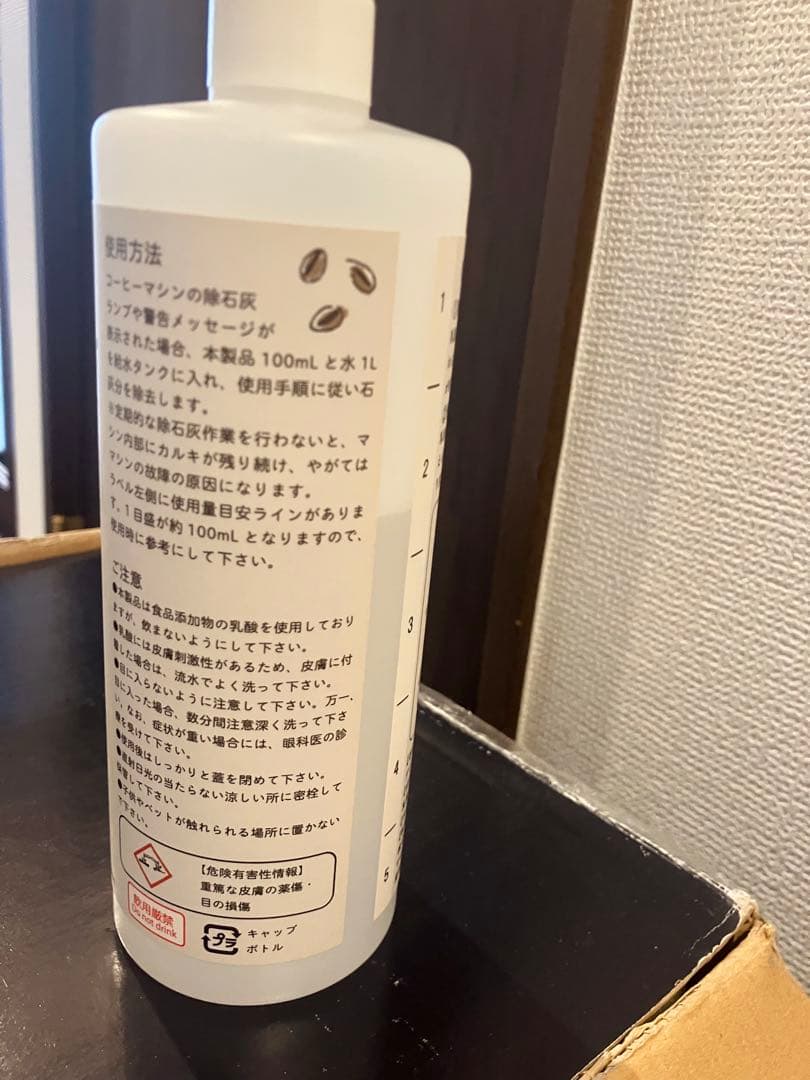 使用方法
コーヒーマシンの除石灰
ランプや警告メッセージが
表示された場合、本製品 100mL と水 1L
を給水タンクに入れ、使用手順に従い石
灰分を除去します。
※定期的な除石灰作業を行わないと、マ
シン内部にカルキが残り続け、やがては
マシンの故障の原因になります。
ラベル左側に使用量目安ラインがありま
す。1 目盛が約 100mL となりますので、
使用時に参考にして下さい。
ご注意
●本製品は食品添加物の乳酸を使用しており
ますが、飲まないようにして下さい。
●乳酸には皮膚刺激性があるため、皮膚に付
着した場合は、流水でよく洗って下さい。
●目に入らないように注意して下さい。万一、
目に入った場合、数分間注意深く洗って下さ
い。なお、症状が重い場合には、眼科医の診
療を受けて下さい。
●使用後はしっかりと蓋を閉めて下さい。
●直射日光の当たらない涼しい所に密栓して
保管して下さい。
●子供やペットが触れられる場所に置かない
で下さい。
【危険有害性情報】
重篤な皮膚の薬傷・
目の損傷
飲用厳禁
Do not drink
プラ
キャップ
ボトル
1
2
3
4
5